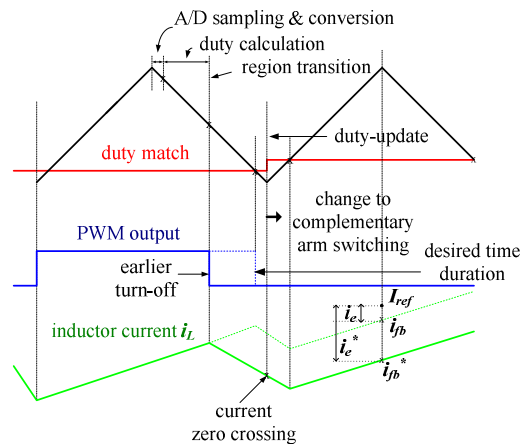 A/D sampling & conversion
duty calculation
region transition
duty match
duty-update
change to
complementary
arm switching
PWM output
desired time
duration
earlier
turn-off
I_ref
i_e
i_fb
inductor current i_L
i_e*
i_fb*
current
zero crossing